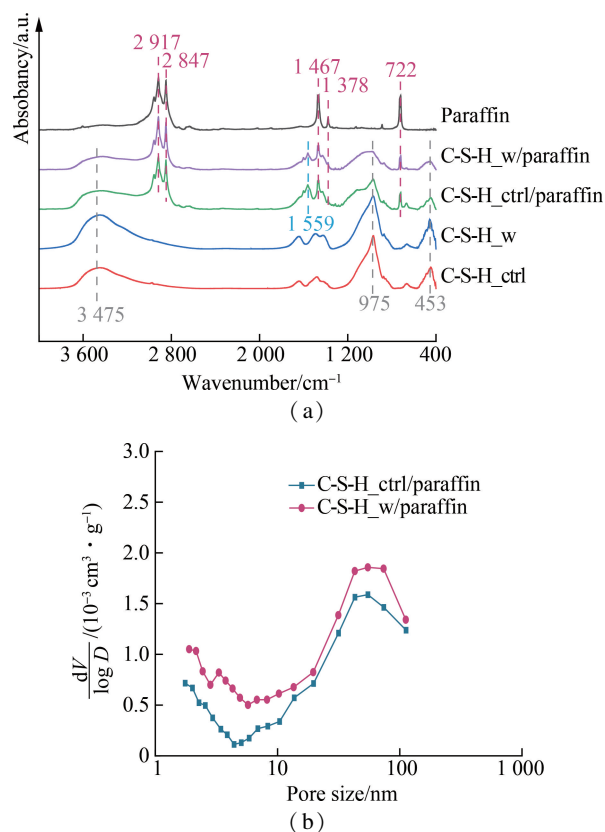 Absobancy/a.u.
2 917
2 847
1 467
1 378
722
Paraffin
C-S-H_w/paraffin
C-S-H_ctrl/paraffin
1 559
C-S-H_w
C-S-H_ctrl
3 475
975
453
3 600
2 800
2 000
1 200
400
Wavenumber/cm⁻¹
(a)
3.0
2.5
2.0
1.5
1.0
0.5
0
dV/log D /(10⁻³ cm³・g⁻¹)
C-S-H_ctrl/paraffin
C-S-H_w/paraffin
1
10
100
1 000
Pore size/nm
(b)